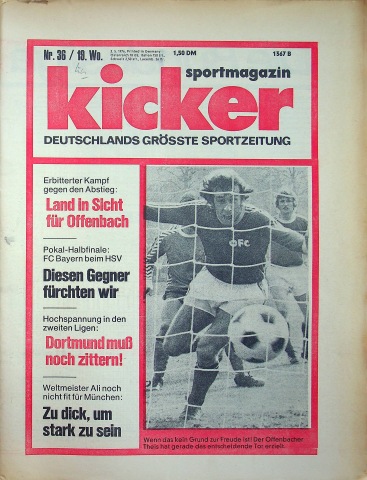 Nr. 36 / 19. Wo.
1,50 DM
1567 B
sportmagazin
kicker
DEUTSCHLANDS GRÖSSTE SPORTZEITUNG
Erbitterter Kampf
gegen den Abstieg:
Land in Sicht
für Offenbach
Pokal-Halbfinale:
FC Bayern beim HSV
Diesen Gegner
fürchten wir
Hochspannung in den
zweiten Ligen:
Dortmund muß
noch zittern!
Weltmeister Ali noch
nicht fit für München:
Zu dick, um
stark zu sein
OFC
Wenn das kein Grund zur Freude ist! Der Offenbacher
Theis hat gerade das entscheidende Tor erzielt.